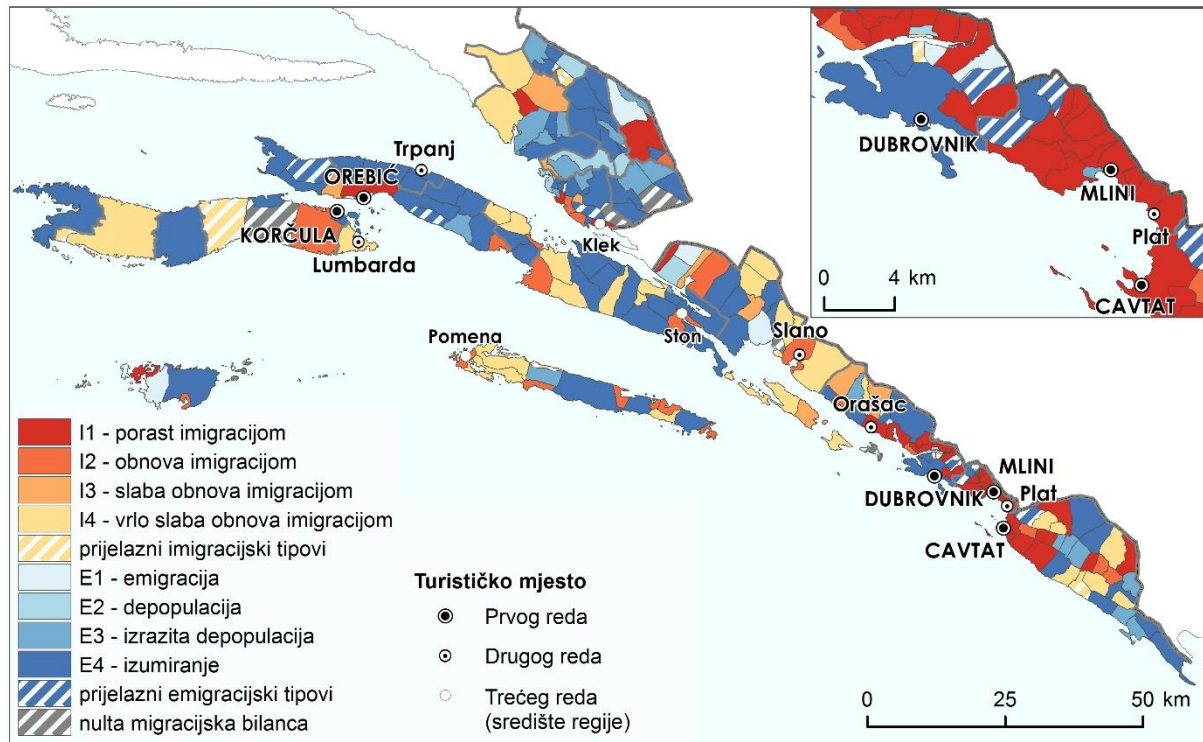 Trpanj
OREBIĆ
KORČULA
Lumbarda
Klek
Pomena
Ston
Slano
Orašac
DUBROVNIK
MLINI
Plat
CAVTAT
DUBROVNIK
MLINI
Plat
CAVTAT
0 4 km
I1 - porast imigracijom
I2 - obnova imigracijom
I3 - slaba obnova imigracijom
I4 - vrlo slaba obnova imigracijom
prijelazni imigracijski tipovi
E1 - emigracija
E2 - depopulacija
E3 - izrazita depopulacija
E4 - izumiranje
prijelazni emigracijski tipovi
nulta migracijska bilanca
Turističko mjesto
Prvog reda
Drugog reda
Trećeg reda
(središte regije)
0 25 50 km